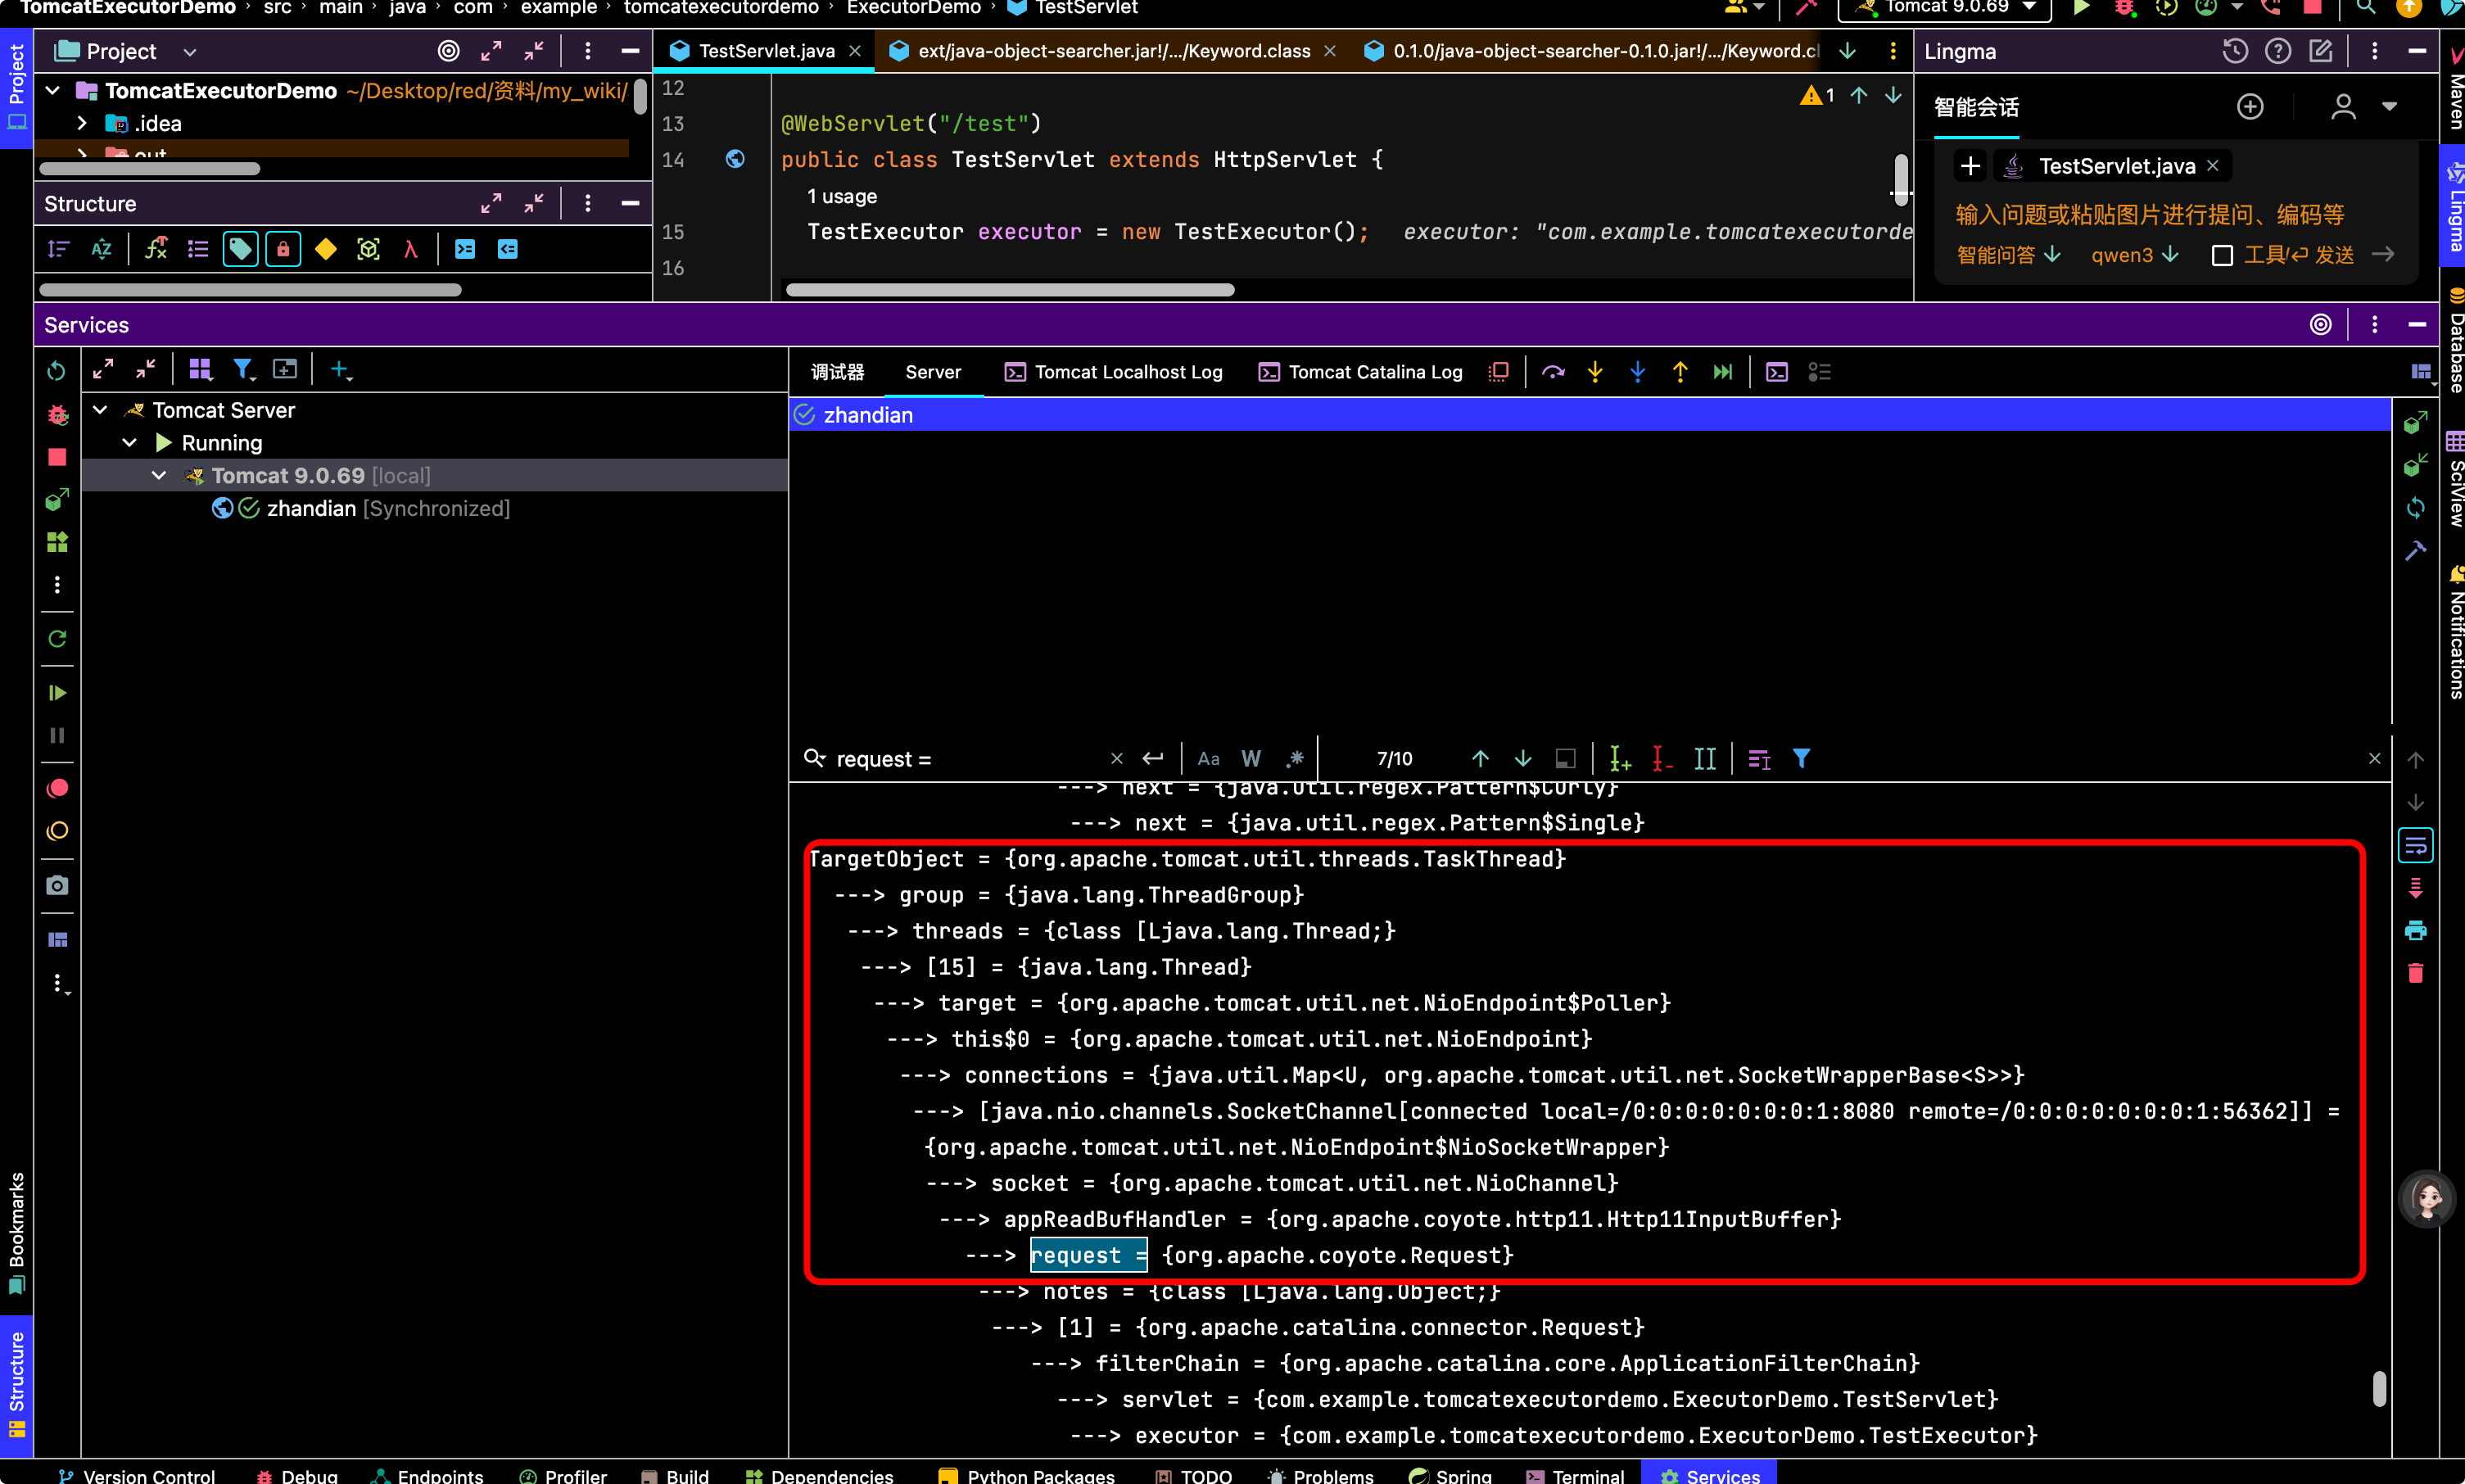 TomcatExecutorDemo › src › main › java › com › example › tomcatexecutordemo › ExecutorDemo › TestServlet
Tomcat 9.0.69
Project
Project
TomcatExecutorDemo ~/Desktop/red/资料/my_wiki/
.idea
out
Structure
TestServlet.java
ext/java-object-searcher.jar!/.../Keyword.class
0.1.0/java-object-searcher-0.1.0.jar!/.../Keyword.cl
12
13
14
15
16
@WebServlet("/test")
public class TestServlet extends HttpServlet {
1 usage
TestExecutor executor = new TestExecutor(); executor: "com.example.tomcatexecutorde
1
Lingma
智能会话
TestServlet.java
输入问题或粘贴图片进行提问、编码等
智能问答 qwen3 工具/⏎ 发送
Maven
Lingma
Database
SciView
Notifications
Services
Tomcat Server
Running
Tomcat 9.0.69 [local]
zhandian [Synchronized]
调试器 Server Tomcat Localhost Log Tomcat Catalina Log
zhandian
request =
Aa W .* 7/10
---> next = {java.util.regex.Pattern$Curly}
---> next = {java.util.regex.Pattern$Single}
TargetObject = {org.apache.tomcat.util.threads.TaskThread}
---> group = {java.lang.ThreadGroup}
---> threads = {class [Ljava.lang.Thread;}
---> [15] = {java.lang.Thread}
---> target = {org.apache.tomcat.util.net.NioEndpoint$Poller}
---> this$0 = {org.apache.tomcat.util.net.NioEndpoint}
---> connections = {java.util.Map<U, org.apache.tomcat.util.net.SocketWrapperBase<S>>}
---> [java.nio.channels.SocketChannel[connected local=/0:0:0:0:0:0:0:1:8080 remote=/0:0:0:0:0:0:0:1:56362]] =
{org.apache.tomcat.util.net.NioEndpoint$NioSocketWrapper}
---> socket = {org.apache.tomcat.util.net.NioChannel}
---> appReadBufHandler = {org.apache.coyote.http11.Http11InputBuffer}
---> request = {org.apache.coyote.Request}
---> notes = {class [Ljava.lang.Object;}
---> [1] = {org.apache.catalina.connector.Request}
---> filterChain = {org.apache.catalina.core.ApplicationFilterChain}
---> servlet = {com.example.tomcatexecutordemo.ExecutorDemo.TestServlet}
---> executor = {com.example.tomcatexecutordemo.ExecutorDemo.TestExecutor}
Bookmarks
Structure
Version Control Debug Endpoints Profiler Build Dependencies Python Packages TODO Problems Spring Terminal Services